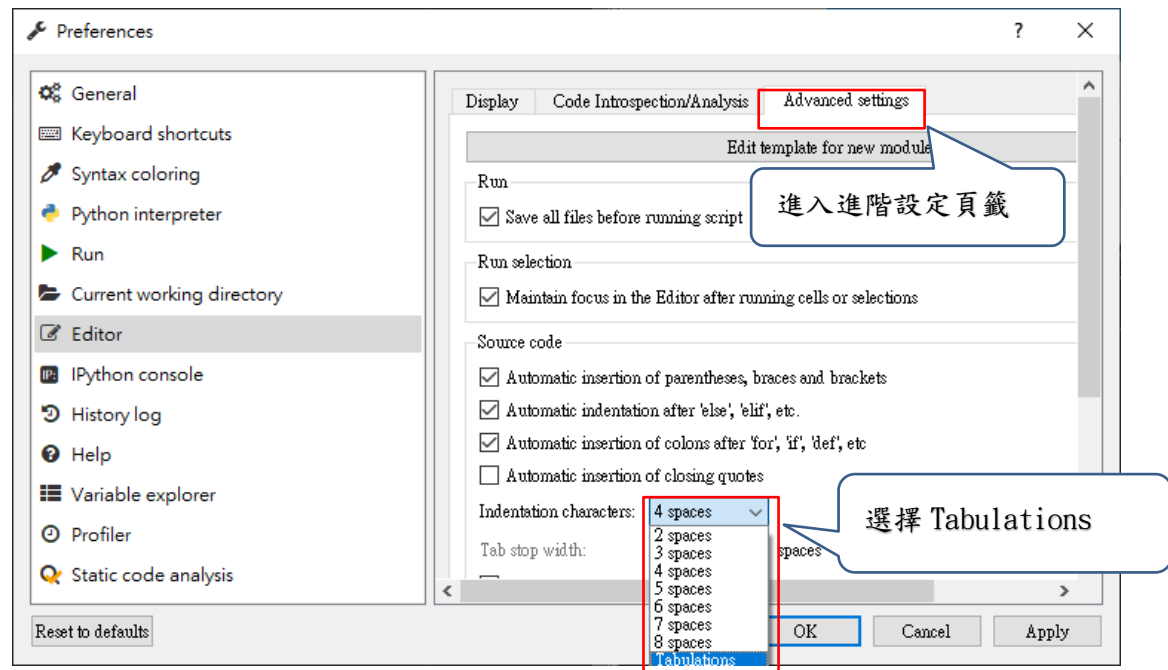 Preferences
?
General
Keyboard shortcuts
Syntax coloring
Python interpreter
Run
Current working directory
Editor
IP: IPython console
History log
Help
Variable explorer
Profiler
Static code analysis
Display Code Introspection/Analysis Advanced settings
Edit template for new module
進入進階設定頁籤
Run
Save all files before running script
Run selection
Maintain focus in the Editor after running cells or selections
Source code
Automatic insertion of parentheses, braces and brackets
Automatic indentation after 'else', 'elif', etc.
Automatic insertion of colons after 'for', 'if', 'def', etc
Automatic insertion of closing quotes
Indentation characters: 4 spaces
選擇 Tabulations
2 spaces
Tab stop width: 3 spaces spaces
4 spaces
5 spaces
6 spaces
7 spaces
8 spaces
Tabulations
Reset to defaults OK Cancel Apply